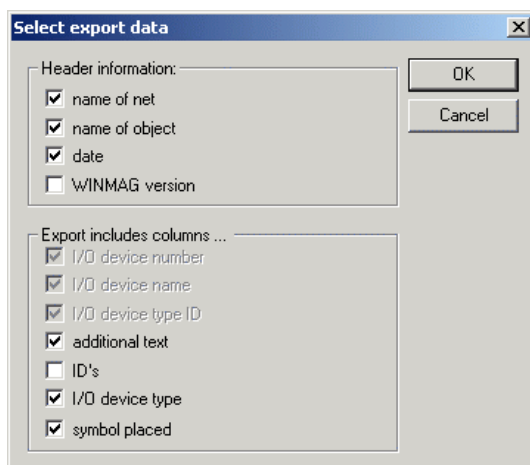 Select export data
Header information:
OK
name of net
Cancel
name of object
date
WINMAG version
Export includes columns ...
I/O device number
I/O device name
I/O device type ID
additional text
ID's
I/O device type
symbol placed